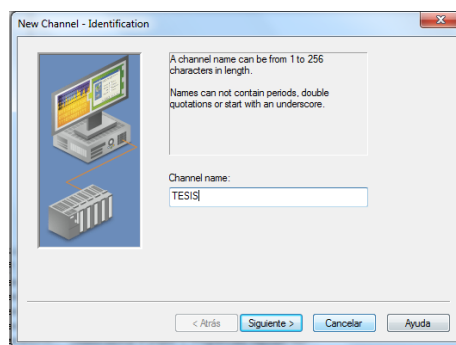 New Channel - Identification
A channel name can be from 1 to 256
characters in length.
Names can not contain periods, double
quotations or start with an underscore.
Channel name:
TESIS
< Atrás Siguiente > Cancelar Ayuda